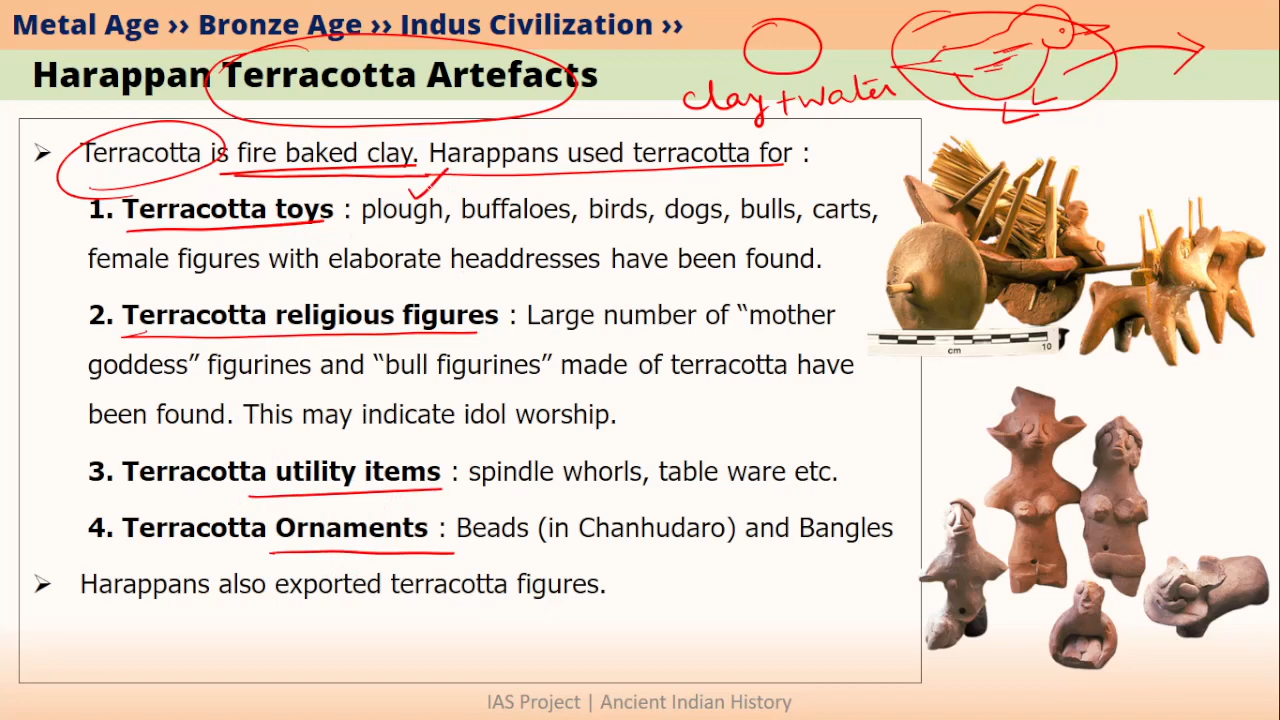 Metal Age ›› Bronze Age ›› Indus Civilization ››
Harappan Terracotta Artefacts
clay + water
➢ Terracotta is fire baked clay. Harappans used terracotta for :
1. Terracotta toys : plough, buffaloes, birds, dogs, bulls, carts,
female figures with elaborate headdresses have been found.
2. Terracotta religious figures : Large number of “mother
goddess” figurines and “bull figurines” made of terracotta have
been found. This may indicate idol worship.
3. Terracotta utility items : spindle whorls, table ware etc.
4. Terracotta Ornaments : Beads (in Chanhudaro) and Bangles
➢ Harappans also exported terracotta figures.
cm 10
IAS Project | Ancient Indian History